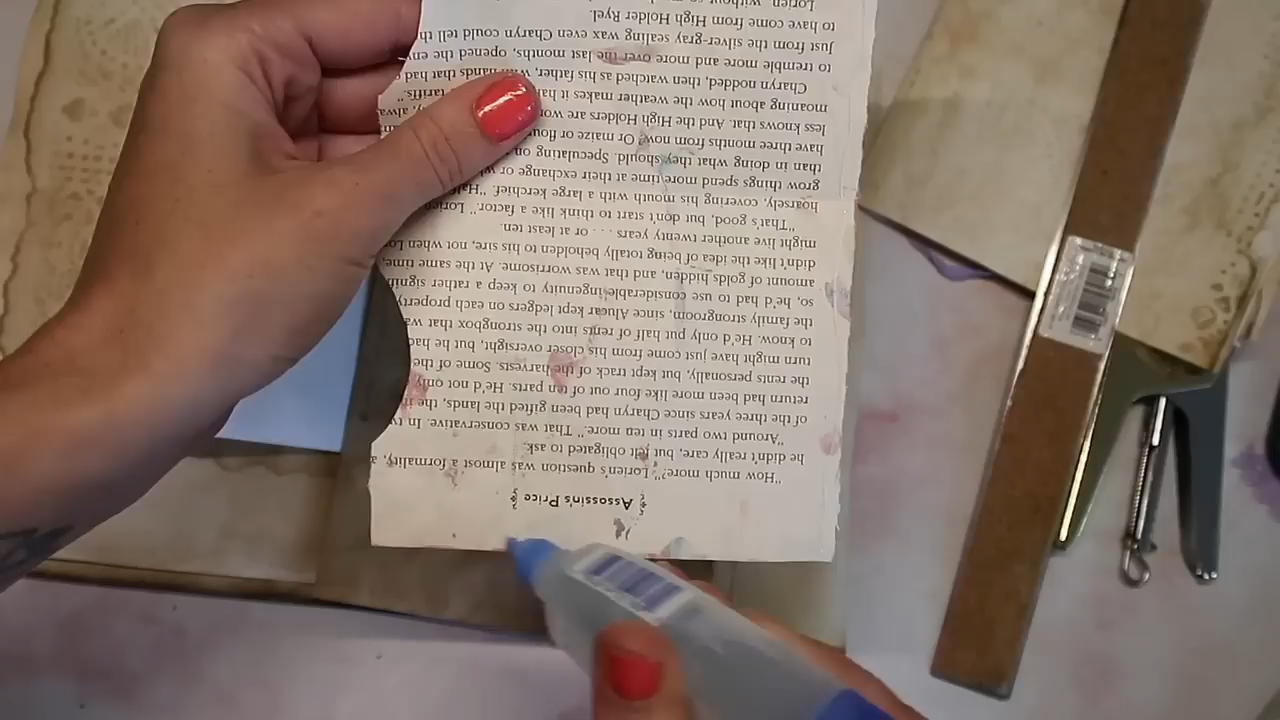 Assassin's Price
"How much more?" Lorien's question was almost a formality, a
didn't really care, but felt obligated to ask.
"Around two parts in ten more." That was conservative. In
of the three years since Charyn had been gifted the lands, the
return had been more like four out of ten parts. He'd not only
the rents personally, but kept track of the harvests. Some of the
turn might have just come from his closer oversight, but he had
to know. He'd only put half of rents into the strongbox that
the family strongroom, since Alucar kept ledgers on each property
so, he'd had to use considerable ingenuity to keep a rather
amount of golds hidden, and that was worrisome. At the same time,
didn't like the idea of being totally beholden to his sire, not when
might live another twenty years . . . or at least ten.
"That's good, but don't start to think like a factor." Lorien
hoarsely, covering his mouth with a large kerchief.
grow things spend more time at their exchange or
than in doing what they should. Speculating on
have three months from now. Or maize or flour
less knows that. And the High Holders are
moaning about how the weather makes it tariffs."
Charyn nodded, then watched as his father, hands that had
to tremble more and more over the last months, opened the
Just from the silver-gray sealing wax even Charyn could tell
to have come from High Holder Ryel.
Lorien, without